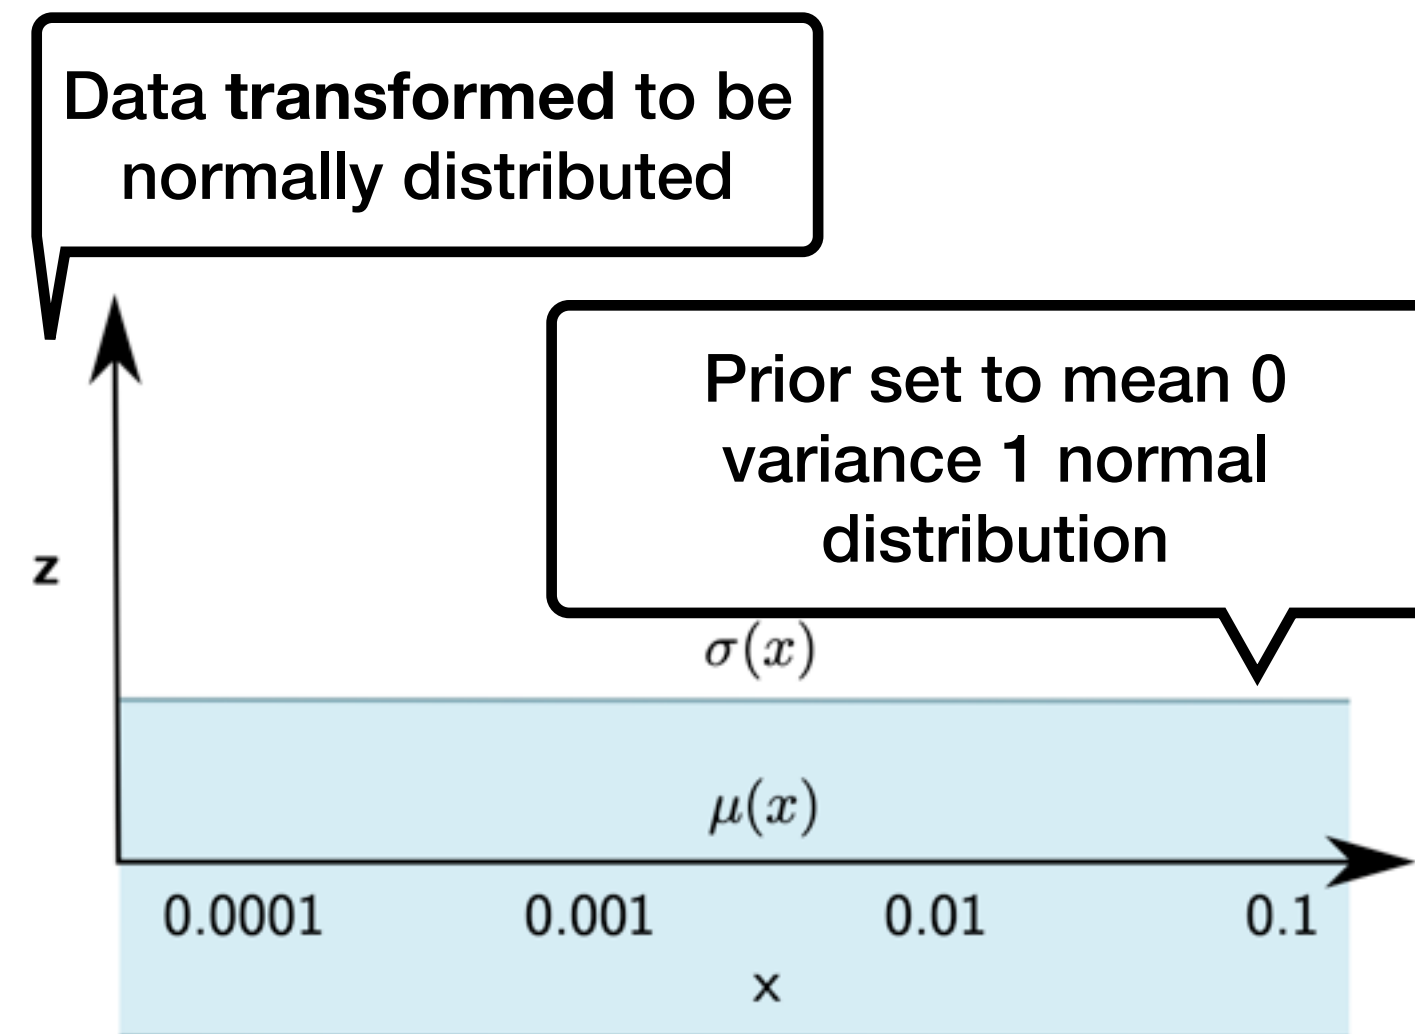 Data transformed to be
normally distributed
Prior set to mean 0
variance 1 normal
distribution
z
σ(x)
μ(x)
0.0001 0.001 0.01 0.1
x